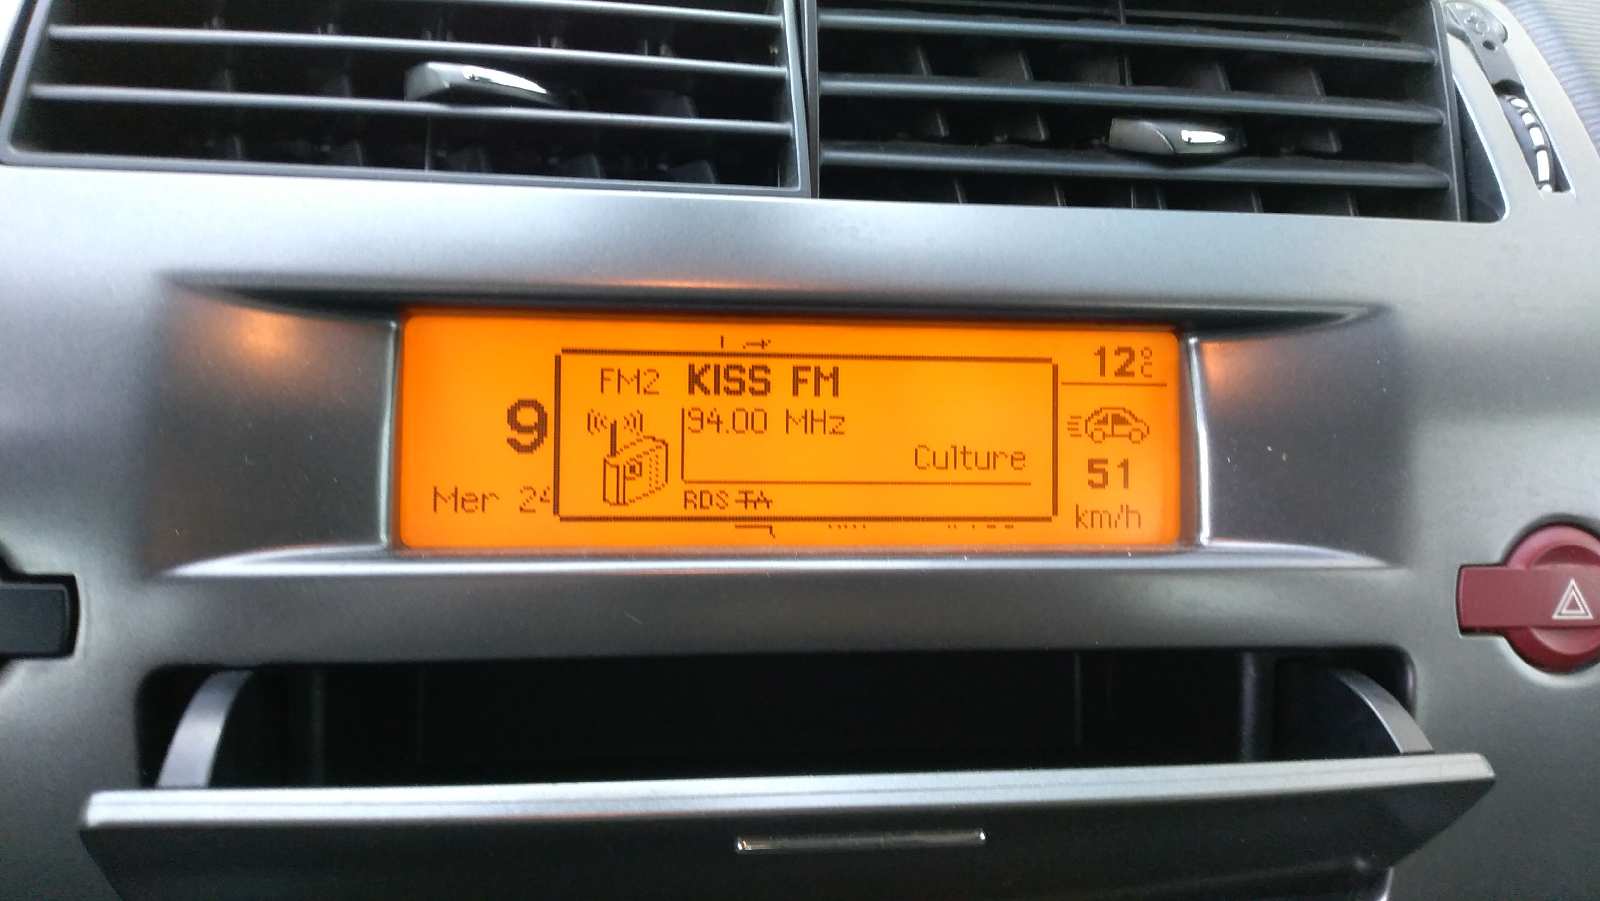 FM2 KISS FM
94.00 MHz
Culture
RDS TA
9
Mer 24
12°C
51
km/h